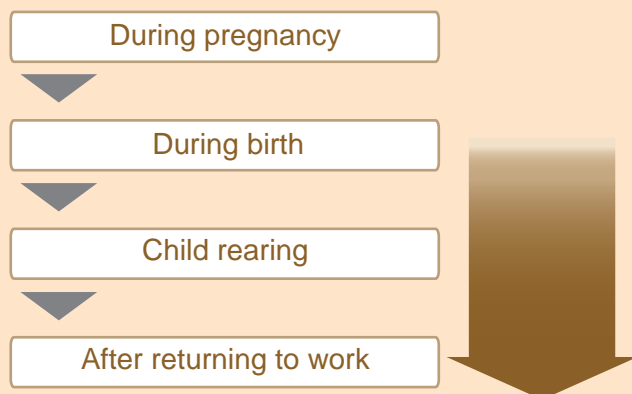 During pregnancy
During birth
Child rearing
After returning to work